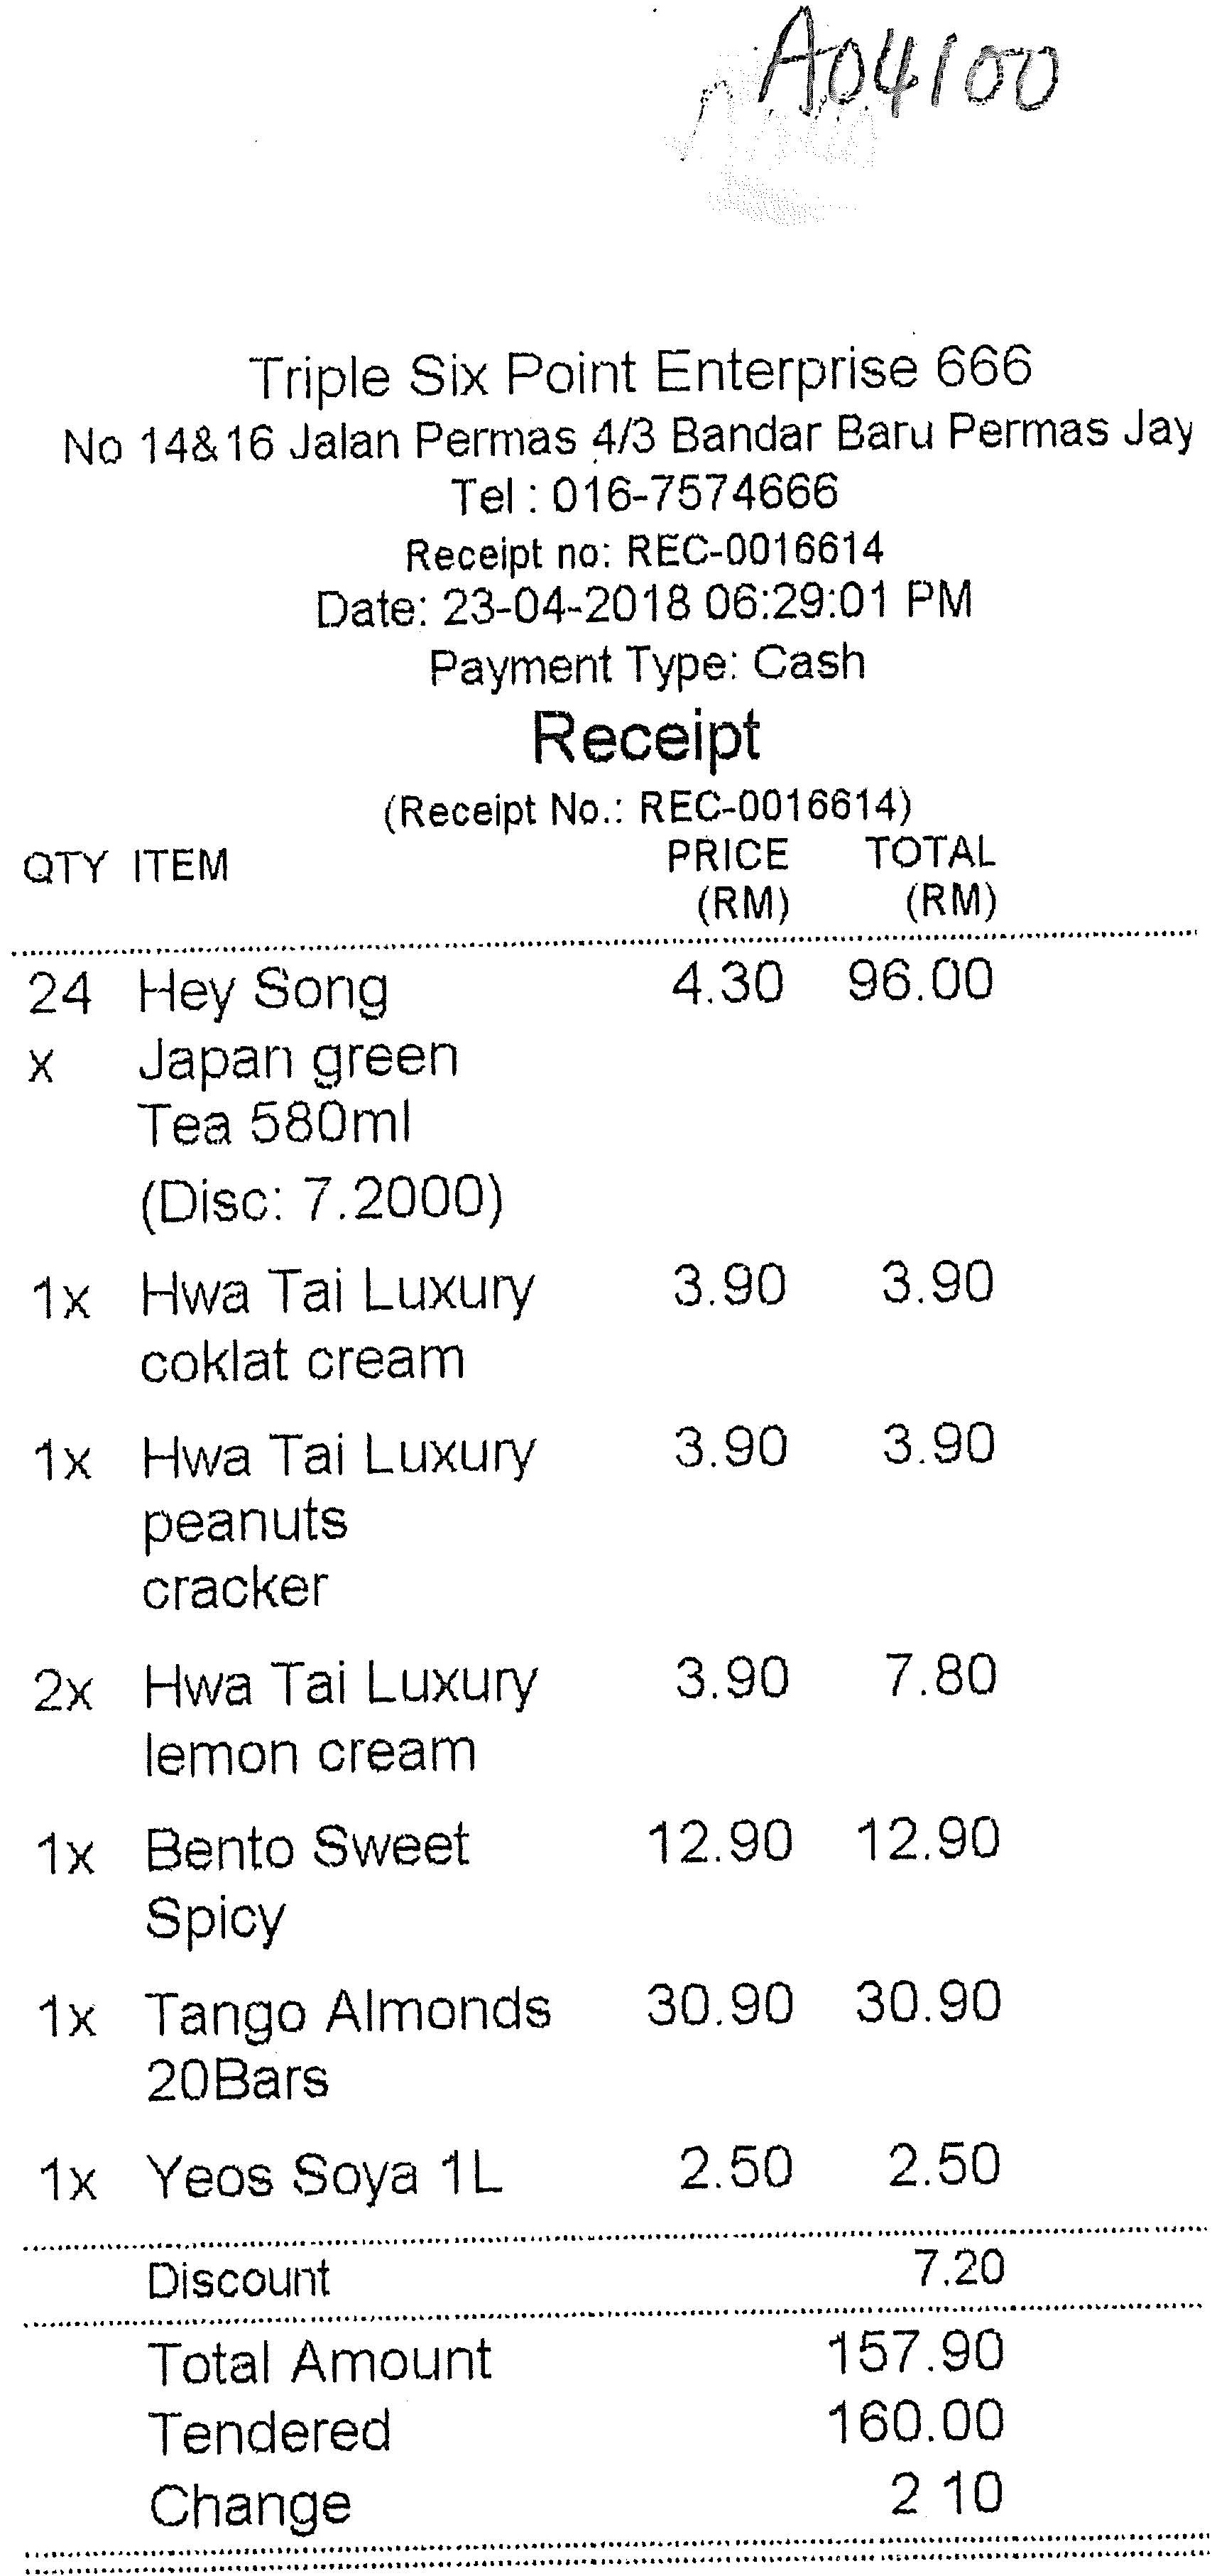 A04100
Triple Six Point Enterprise 666
No 14&16 Jalan Permas 4/3 Bandar Baru Permas Jay
Tel : 016-7574666
Receipt no: REC-0016614
Date: 23-04-2018 06:29:01 PM
Payment Type: Cash
Receipt
(Receipt No.: REC-0016614)
QTY ITEM PRICE TOTAL
(RM) (RM)
24 Hey Song 4.30 96.00
x Japan green
Tea 580ml
(Disc: 7.2000)
1x Hwa Tai Luxury 3.90 3.90
coklat cream
1x Hwa Tai Luxury 3.90 3.90
peanuts
cracker
2x Hwa Tai Luxury 3.90 7.80
lemon cream
1x Bento Sweet 12.90 12.90
Spicy
1x Tango Almonds 30.90 30.90
20Bars
1x Yeos Soya 1L 2.50 2.50
Discount 7.20
Total Amount 157.90
Tendered 160.00
Change 2.10